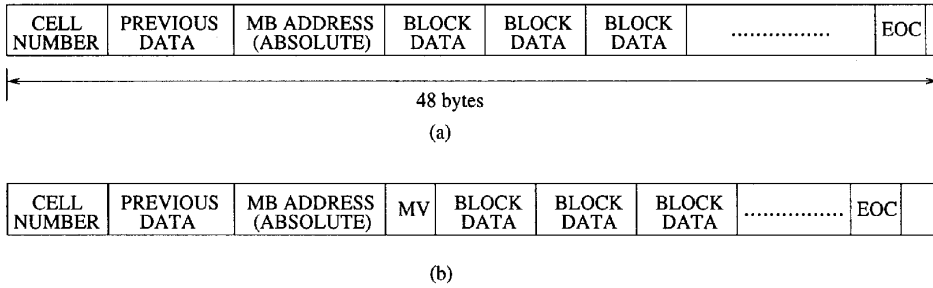 CELL NUMBER PREVIOUS DATA MB ADDRESS (ABSOLUTE) BLOCK DATA BLOCK DATA BLOCK DATA ................ EOC
48 bytes
(a)
CELL NUMBER PREVIOUS DATA MB ADDRESS (ABSOLUTE) MV BLOCK DATA BLOCK DATA BLOCK DATA ................ EOC
(b)